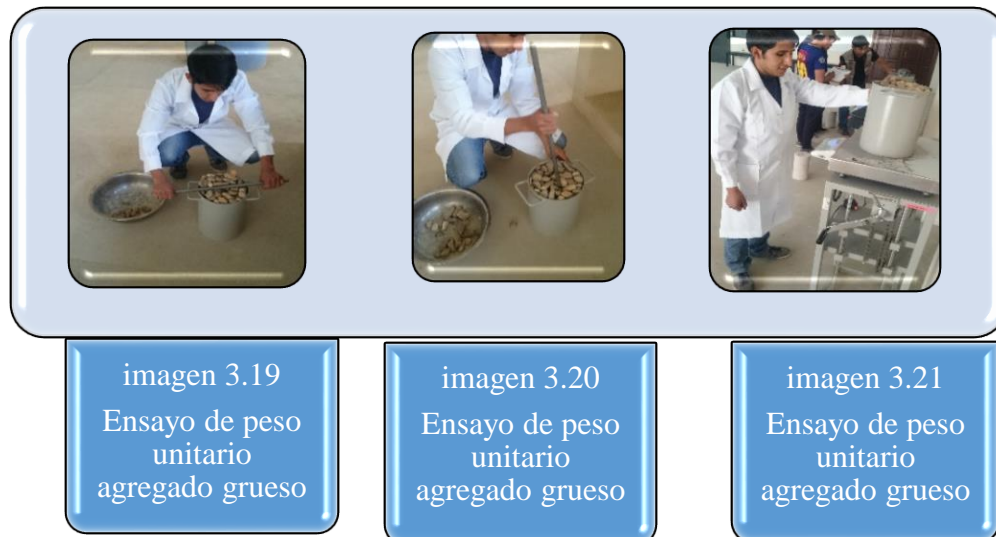 imagen 3.19
Ensayo de peso
unitario
agregado grueso
imagen 3.20
Ensayo de peso
unitario
agregado grueso
imagen 3.21
Ensayo de peso
unitario
agregado grueso